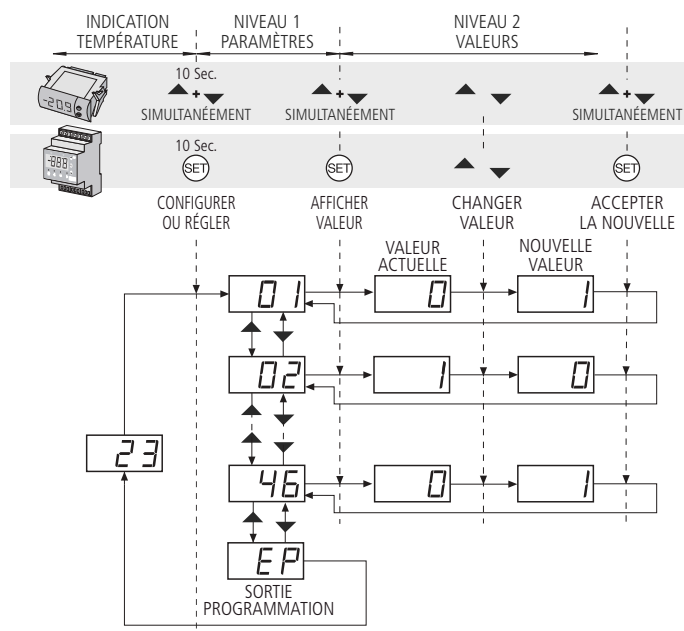 INDICATION
TEMPÉRATURE
NIVEAU 1
PARAMÈTRES
NIVEAU 2
VALEURS
-20.9
10 Sec.
+
SIMULTANÉEMENT
+
SIMULTANÉEMENT
+
SIMULTANÉEMENT
-888
10 Sec.
SET
SET
SET
CONFIGURER
OU RÉGLER
AFFICHER
VALEUR
CHANGER
VALEUR
ACCEPTER
LA NOUVELLE
VALEUR
ACTUELLE
NOUVELLE
VALEUR
01
0
1
02
1
0
23
46
0
1
EP
SORTIE
PROGRAMMATION